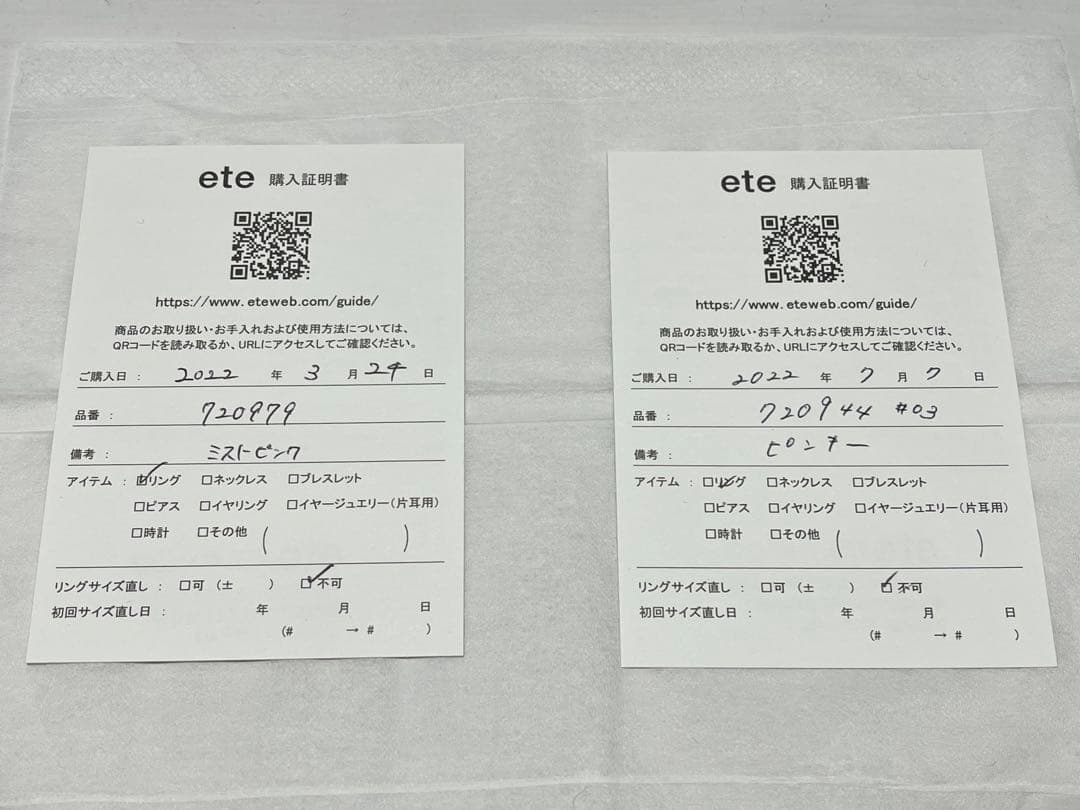 ete 購入証明書
https://www.eteweb.com/guide/
商品のお取り扱い・お手入れおよび使用方法については、
QRコードを読み取るか、URLにアクセスしてご確認ください。
ご購入日： 2022 年 3 月 24 日
品番： 720979
備考： ミストピンク
アイテム： ☑リング □ネックレス □ブレスレット
□ピアス □イヤリング □イヤージュエリー(片耳用)
□時計 □その他 ( )
リングサイズ直し： □可 (± ) ☑不可
初回サイズ直し日： 年 月 日
(# → # )
ete 購入証明書
https://www.eteweb.com/guide/
商品のお取り扱い・お手入れおよび使用方法については、
QRコードを読み取るか、URLにアクセスしてご確認ください。
ご購入日： 2022 年 7 月 7 日
品番： 720944 #03
備考： ピンキー
アイテム： ☑リング □ネックレス □ブレスレット
□ピアス □イヤリング □イヤージュエリー(片耳用)
□時計 □その他 ( )
リングサイズ直し： □可 (± ) ☑不可
初回サイズ直し日： 年 月 日
(# → # )